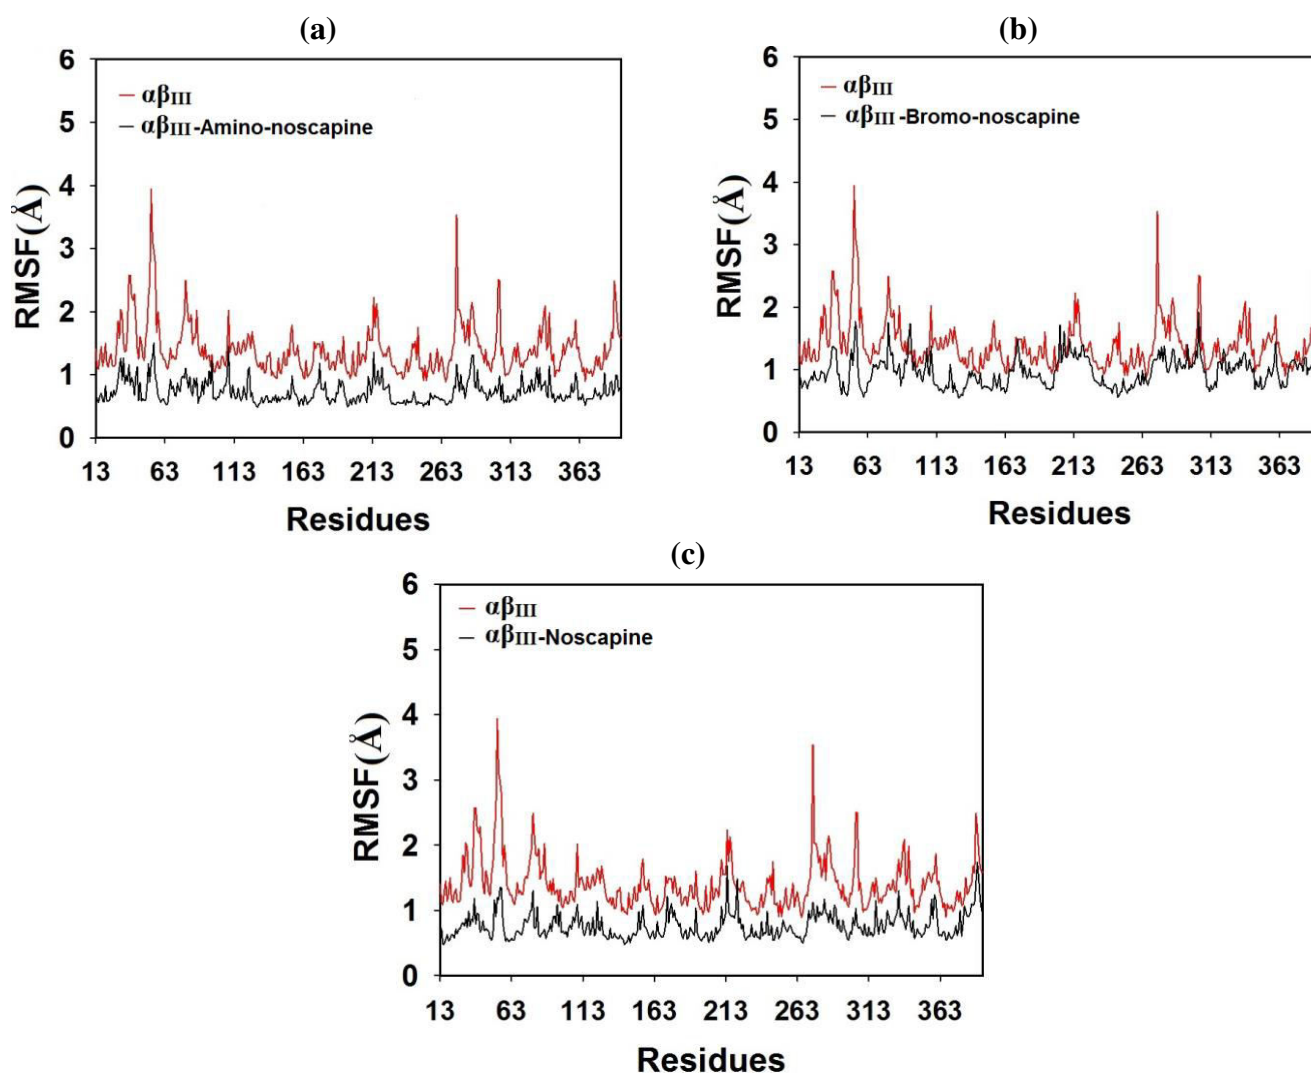 (a)
6
5
4
3
2
1
0
RMSF(Å)
αβIII
αβIII-Amino-noscapine
13 63 113 163 213 263 313 363
Residues
(b)
6
5
4
3
2
1
0
RMSF(Å)
αβIII
αβIII-Bromo-noscapine
13 63 113 163 213 263 313 363
Residues
(c)
6
5
4
3
2
1
0
RMSF(Å)
αβIII
αβIII-Noscapine
13 63 113 163 213 263 313 363
Residues